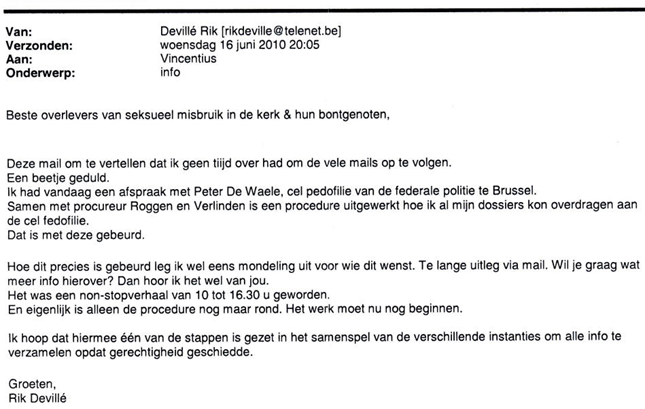 Van: Devillé Rik [rikdeville@telenet.be]
Verzonden: woensdag 16 juni 2010 20:05
Aan: Vincentius
Onderwerp: info
Beste overlevers van seksueel misbruik in de kerk & hun bontgenoten,
Deze mail om te vertellen dat ik geen tiijd over had om de vele mails op te volgen.
Een beetje geduld.
Ik had vandaag een afspraak met Peter De Waele, cel pedofilie van de federale politie te Brussel.
Samen met procureur Roggen en Verlinden is een procedure uitgewerkt hoe ik al mijn dossiers kon overdragen aan
de cel fedofilie.
Dat is met deze gebeurd.
Hoe dit precies is gebeurd leg ik wel eens mondeling uit voor wie dit wenst. Te lange uitleg via mail. Wil je graag wat
meer info hierover? Dan hoor ik het wel van jou.
Het was een non-stopverhaal van 10 tot 16.30 u geworden.
En eigenlijk is alleen de procedure nog maar rond. Het werk moet nu nog beginnen.
Ik hoop dat hiermee één van de stappen is gezet in het samenspel van de verschillende instanties om alle info te
verzamelen opdat gerechtigheid geschiedde.
Groeten,
Rik Devillé